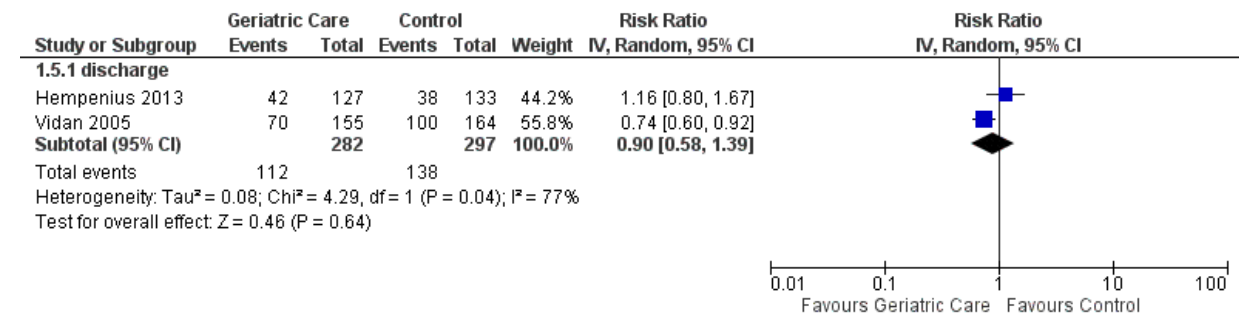 Geriatric Care Control Risk Ratio Risk Ratio
Study or Subgroup Events Total Events Total Weight IV, Random, 95% CI IV, Random, 95% CI
1.5.1 discharge
Hempenius 2013 42 127 38 133 44.2% 1.16 [0.80, 1.67]
Vidan 2005 70 155 100 164 55.8% 0.74 [0.60, 0.92]
Subtotal (95% CI) 282 297 100.0% 0.90 [0.58, 1.39]
Total events 112 138
Heterogeneity: Tau² = 0.08; Chi² = 4.29, df = 1 (P = 0.04); I² = 77%
Test for overall effect: Z = 0.46 (P = 0.64)
0.01 0.1 1 10 100
Favours Geriatric Care Favours Control